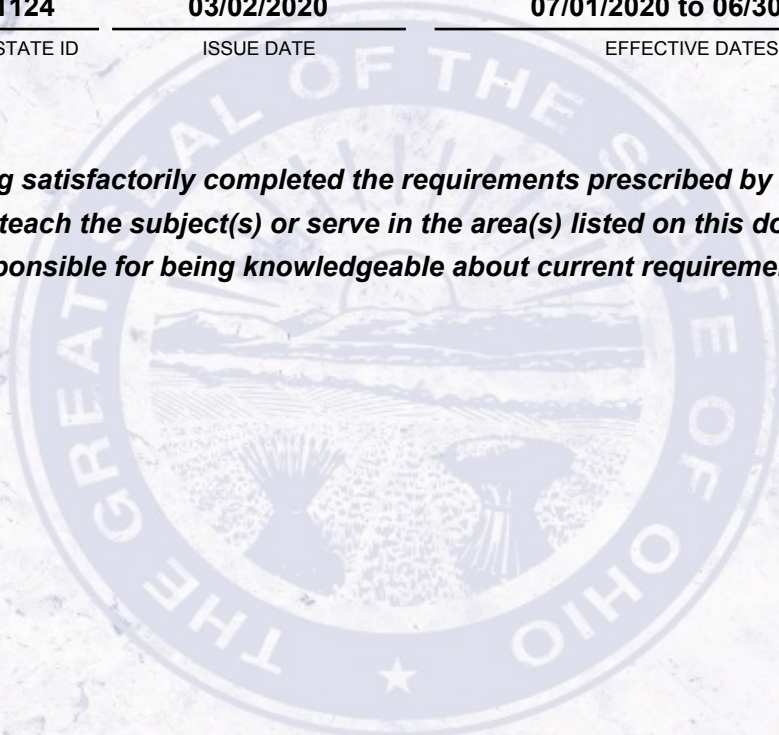 1124 03/02/2020 07/01/2020 to 06/30
STATE ID ISSUE DATE EFFECTIVE DATES
g satisfactorily completed the requirements prescribed by
teach the subject(s) or serve in the area(s) listed on this do
ponsible for being knowledgeable about current requiremen
THE GREAT SEAL OF THE STATE OF OHIO